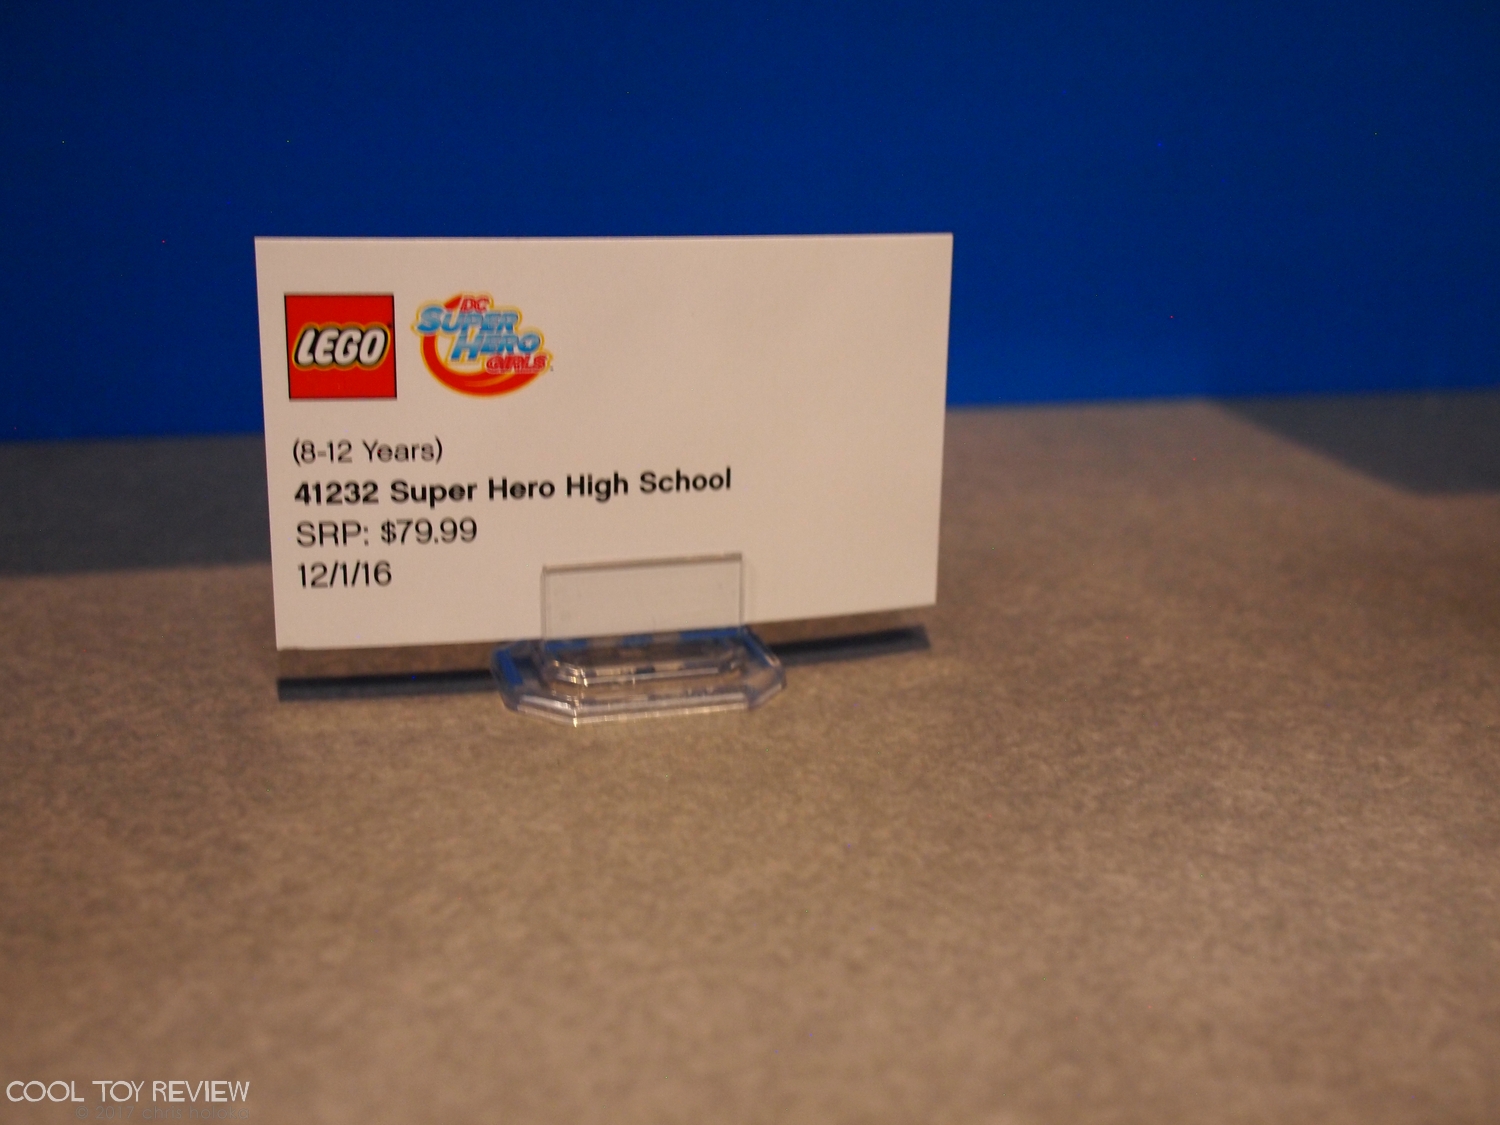 LEGO
DC
SUPER
HERO
GIRLS
(8-12 Years)
41232 Super Hero High School
SRP: $79.99
12/1/16
COOL TOY REVIEW
© 2017